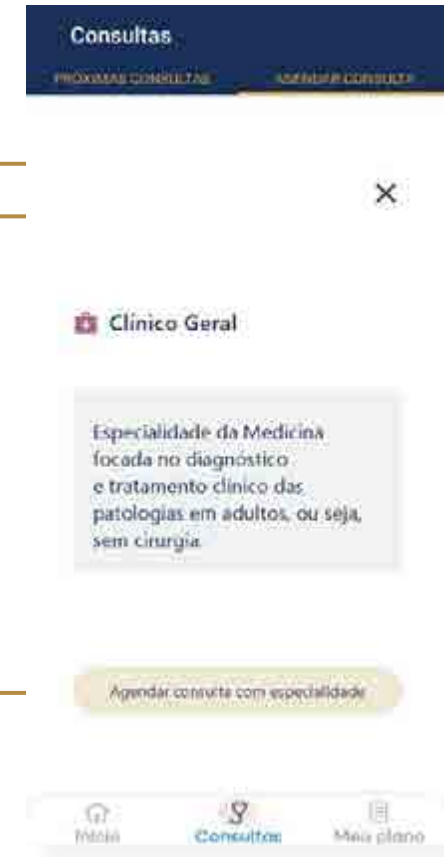 Consultas
PRÓXIMAS CONSULTAS AGENDAR CONSULTA
Clínico Geral
Especialidade da Medicina
focada no diagnóstico
e tratamento clínico das
patologias em adultos, ou seja,
sem cirurgia.
Agendar consulta com especialidade
Início Consultas Meu plano